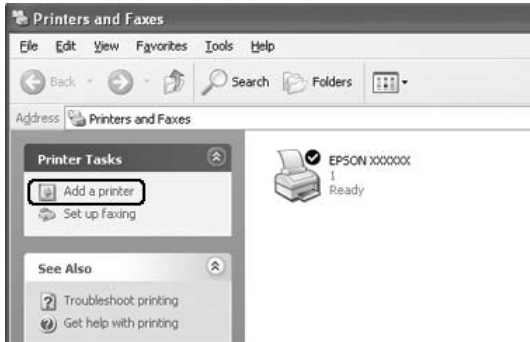 Printers and Faxes
File Edit View Favorites Tools Help
Back Search Folders
Address Printers and Faxes
Printer Tasks
Add a printer
Set up faxing
See Also
Troubleshoot printing
Get help with printing
EPSON XXXXXX
1
Ready